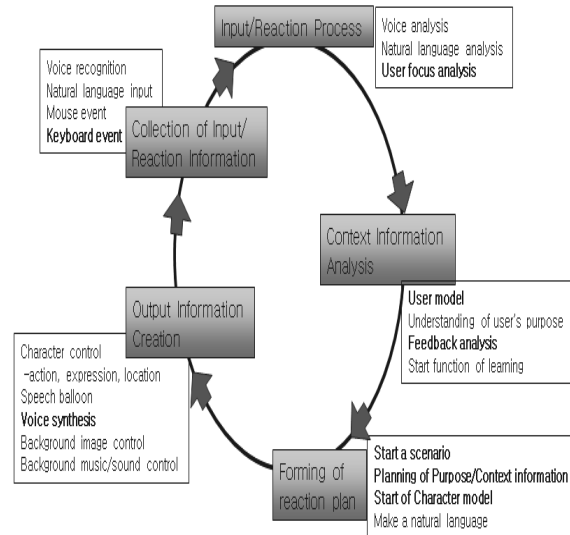 Input/Reaction Process
Voice analysis
Natural language analysis
User focus analysis
Voice recognition
Natural language input
Mouse event
Keyboard event
Collection of Input/
Reaction Information
Context Information
Analysis
User model
Understanding of user's purpose
Feedback analysis
Start function of learning
Output Information
Creation
Character control
-action, expression, location
Speech balloon
Voice synthesis
Background image control
Background music/sound control
Forming of
reaction plan
Start a scenario
Planning of Purpose/Context information
Start of Character model
Make a natural language